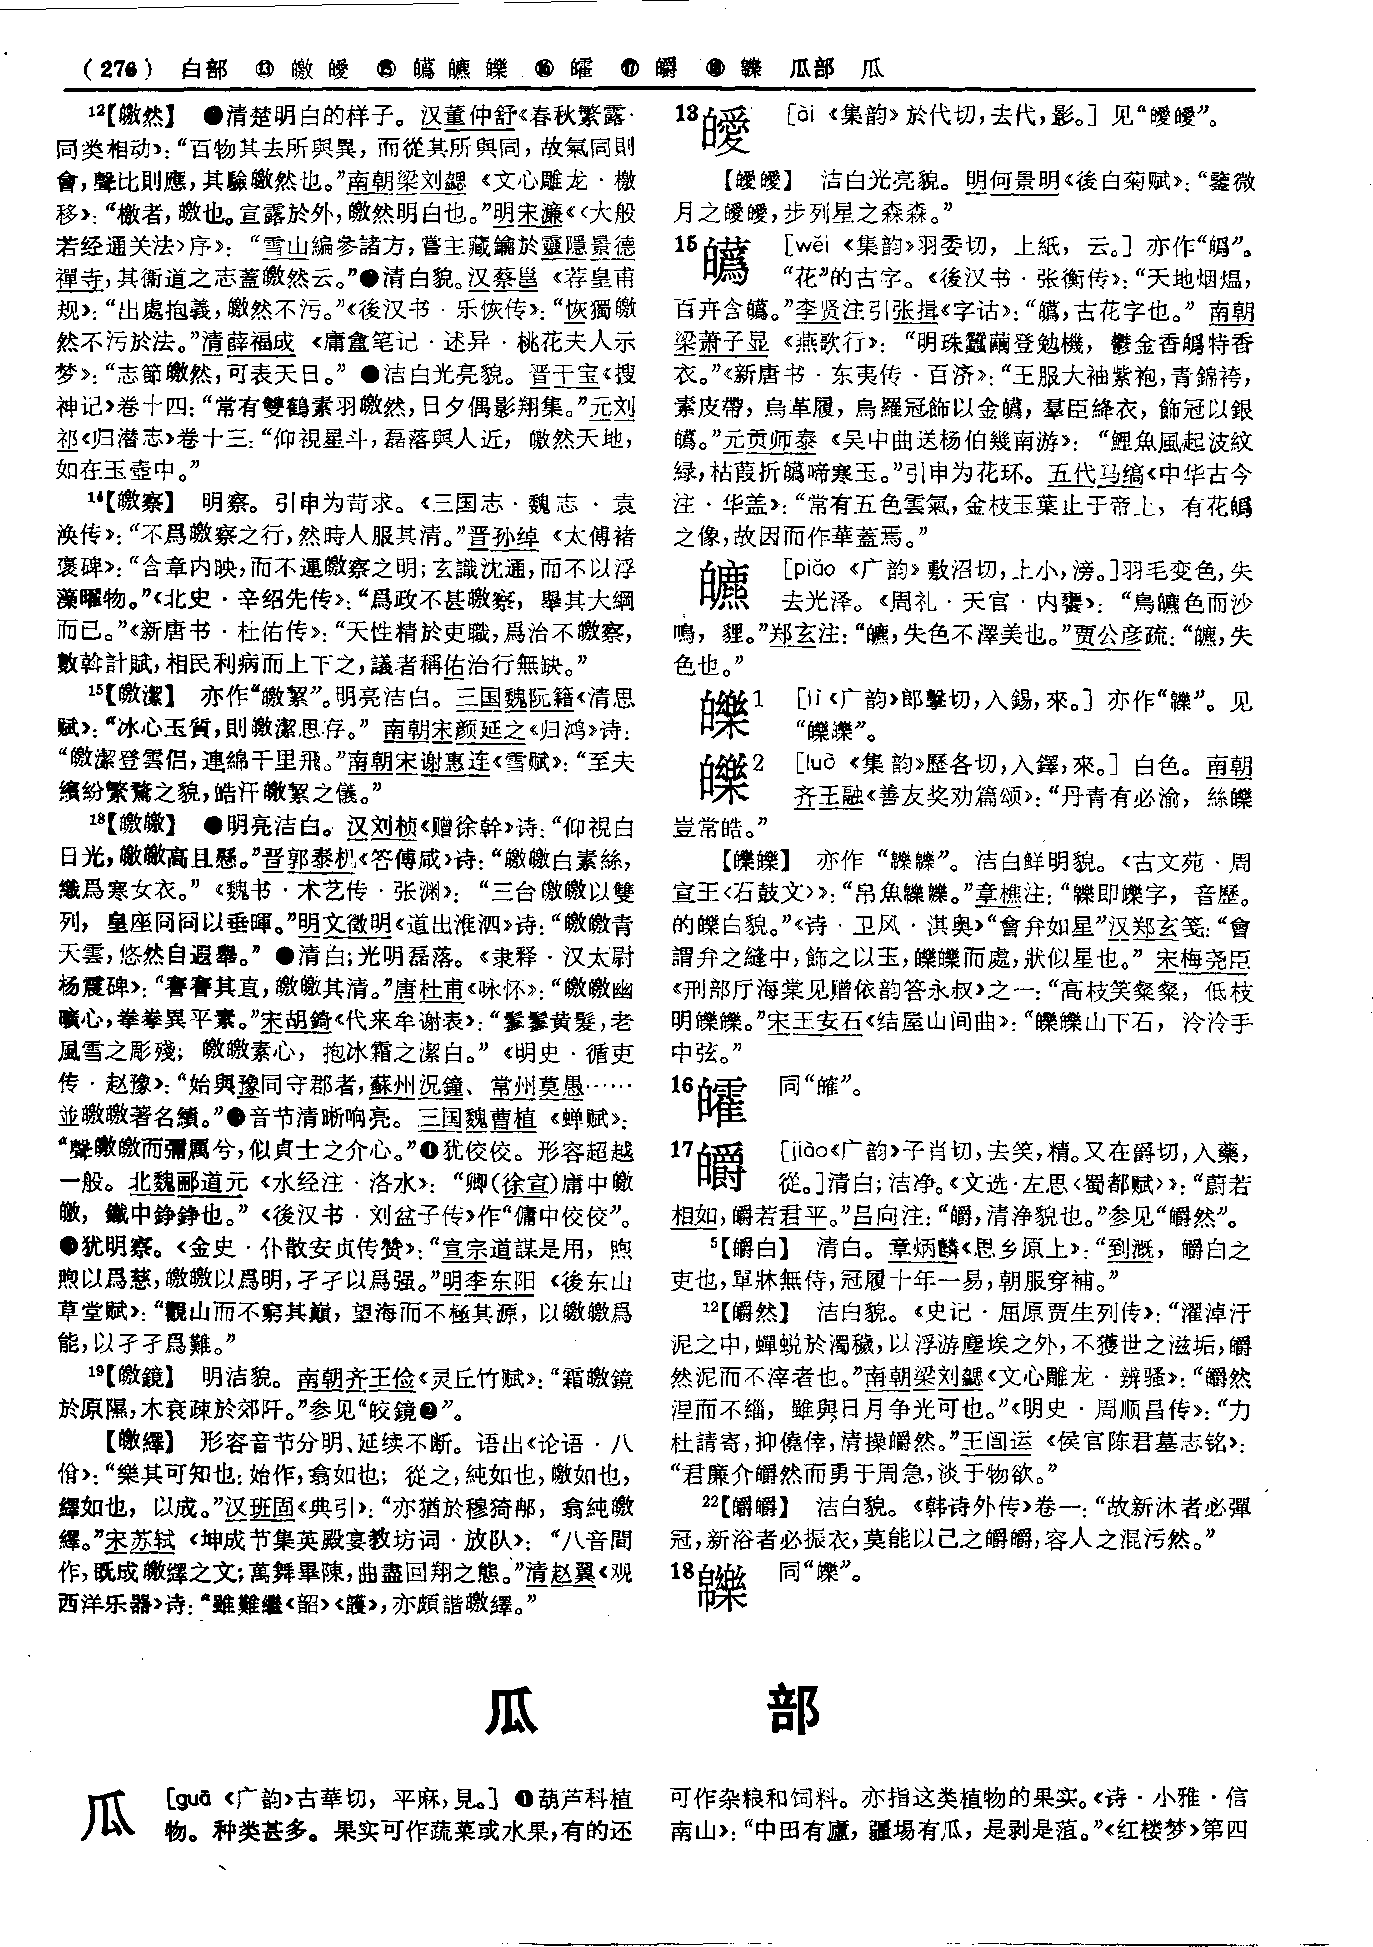 (276) 白部 ⑬ 皦 皧 ⑮ 𤾡 皫 皪 ⑯ 㿥 ⑰ 皭 ⑱ 瓜部 瓜
12【皦然】 ●清楚明白的样子。汉董仲舒《春秋繁露·
同类相动》：“百物其去所與異，而從其所與同，故氣同則
會，聲比則應，其驗皦然也。”南朝梁刘勰《文心雕龙·檄
移》：“檄者，皦也。宣露於外，皦然明白也。”明宋濂《〈大般
若经通关法〉序》：“雪山編參諸方，嘗主藏鑰於靈隱景德
禪寺，其衞道之志蓋皦然云。”●清白貌。汉蔡邕《荐皇甫
规》：“出處抱義，皦然不污。”《後汉书·乐恢传》：“恢獨皦
然不污於法。”清薛福成《庸盦笔记·述异·桃花夫人示
梦》：“志節皦然，可表天日。” ●洁白光亮貌。晋干宝《搜
神记》卷十四：“常有雙鶴素羽皦然，日夕偶影翔集。”元刘
祁《归潜志》卷十三：“仰視星斗，磊落與人近，皦然天地，
如在玉壺中。”
14【皦察】 明察。引申为苛求。《三国志·魏志·袁
涣传》：“不爲皦察之行，然時人服其清。”晋孙绰《太傅褚
褒碑》：“含章内映，而不運皦察之明；玄識沈通，而不以浮
藻曜物。”《北史·辛绍先传》：“爲政不甚皦察，舉其大綱
而已。”《新唐书·杜佑传》：“天性精於吏職，爲治不皦察，
數斡計賦，相民利病而上下之，議者稱佑治行無缺。”
15【皦潔】 亦作“皦絜”。明亮洁白。三国魏阮籍《清思
赋》：“冰心玉質，則皦潔思存。” 南朝宋颜延之《归鸿》诗：
“皦潔登雲侣，連綿千里飛。”南朝宋谢惠连《雪赋》：“至夫
繽紛繁騖之貌，皓汗皦絜之儀。”
18【皦皦】 ●明亮洁白。汉刘桢《赠徐幹》诗：“仰視白
日光，皦皦高且懸。”晋郭泰机《答傅咸》诗：“皦皦白素絲，
織爲寒女衣。”《魏书·术艺传·张渊》：“三台皦皦以雙
列，皇座冏冏以垂暉。”明文徵明《道出淮泗》诗：“皦皦青
天雲，悠然自遐舉。” ●清白；光明磊落。《隶释·汉太尉
杨震碑》：“謇謇其直，皦皦其清。”唐杜甫《咏怀》：“皦皦幽
曠心，拳拳異平素。”宋胡錡《代来牟谢表》：“鬖鬖黄髮，老
風雪之彫殘；皦皦素心，抱冰霜之潔白。”《明史·循吏
传·赵豫》：“始與豫同守郡者，蘇州況鐘、常州莫愚……
並皦皦著名績。”●音节清晰响亮。三国魏曹植《蝉赋》：
“聲皦皦而彌厲兮，似貞士之介心。”●犹佼佼。形容超越
一般。北魏郦道元《水经注·洛水》：“卿(徐宣)庸中皦
皦，鐵中錚錚也。”《後汉书·刘盆子传》作“傭中佼佼”。
●犹明察。《金史·仆散安贞传赞》：“宣宗道謀是用，煦
煦以爲慈，皦皦以爲明，孑孑以爲强。”明李东阳《後东山
草堂赋》：“觀山而不窮其巔，望海而不極其源，以皦皦爲
能，以孑孑爲難。”
19【皦鏡】 明洁貌。南朝齐王俭《灵丘竹赋》：“霜皦鏡
於原隰，木衰疎於郊阡。”参见“皎鏡❷”。
【皦繹】 形容音节分明、延续不断。语出《论语·八
佾》：“樂其可知也：始作，翕如也；從之，純如也，皦如也，
繹如也，以成。”汉班固《典引》：“亦猶於穆猗那，翕純皦
繹。”宋苏轼《坤成节集英殿宴教坊词·放队》：“八音間
作，既成皦繹之文；萬舞畢陳，曲盡回翔之態。”清赵翼《观
西洋乐器》诗：“雖難繼《韶》《頀》，亦頗諧皦繹。”
13 皧 [ài 《集韵》於代切，去代，影。] 见“皧皧”。
【皧皧】 洁白光亮貌。明何景明《後白菊赋》：“鑒微
月之皧皧，步列星之森森。”
15 𤾡 [wěi 《集韵》羽委切，上紙，云。] 亦作“”。
“花”的古字。《後汉书·张衡传》：“天地烟煴，
百卉含𤾡。”李贤注引张揖《字诂》：“𤾡，古花字也。” 南朝
梁萧子显《燕歌行》：“明珠蠶繭登勉機，鬱金香特香
衣。”《新唐书·东夷传·百济》：“王服大袖紫袍，青錦袴，
素皮帶，烏革履，烏羅冠飾以金𤾡，羣臣絳衣，飾冠以銀
𤾡。”元贡师泰《吴中曲送杨伯幾南游》：“鯉魚風起波紋
緑，枯葭折𤾡啼寒玉。”引申为花环。五代马缟《中华古今
注·华盖》：“常有五色雲氣，金枝玉葉止于帝上，有花
之像，故因而作華蓋焉。”
皫 [piǎo 《广韵》敷沼切，上小，滂。]羽毛变色，失
去光泽。《周礼·天官·内饔》：“鳥皫色而沙
鳴，貍。”郑玄注：“皫，失色不澤美也。”贾公彦疏：“皫，失
色也。”
皪1 [lì 《广韵》郎擊切，入錫，來。] 亦作“”。见
“皪皪”。
皪2 [luò 《集韵》歷各切，入鐸，來。] 白色。南朝
齐王融《善友奖劝篇颂》：“丹青有必渝，絲皪
豈常皓。”
【皪皪】 亦作“”。洁白鲜明貌。《古文苑·周
宣王〈石鼓文〉》：“帛魚。”章樵注：“即皪字，音歷。
的皪白貌。”《诗·卫风·淇奥》“會弁如星”汉郑玄笺：“會
謂弁之縫中，飾之以玉，皪皪而處，狀似星也。” 宋梅尧臣
《刑部厅海棠见赠依韵答永叔》之一：“高枝笑粲粲，低枝
明皪皪。”宋王安石《结屋山间曲》：“皪皪山下石，泠泠手
中弦。”
16 㿥 同“㿥”。
17 皭 [jiào《广韵》子肖切，去笑，精。又在爵切，入藥，
從。]清白；洁净。《文选·左思〈蜀都赋〉》：“蔚若
相如，皭若君平。”吕向注：“皭，清净貌也。”参见“皭然”。
5【皭白】 清白。章炳麟《思乡原上》：“到溉，皭白之
吏也，單牀無侍，冠履十年一易，朝服穿補。”
12【皭然】 洁白貌。《史记·屈原贾生列传》：“濯淖汙
泥之中，蟬蜕於濁穢，以浮游塵埃之外，不獲世之滋垢，皭
然泥而不滓者也。”南朝梁刘勰《文心雕龙·辨骚》：“皭然
涅而不缁，雖與日月争光可也。”《明史·周顺昌传》：“力
杜請寄，抑僥倖，清操皭然。”王闿运《侯官陈君墓志铭》：
“君廉介皭然而勇于周急，淡于物欲。”
22【皭皭】 洁白貌。《韩诗外传》卷一：“故新沐者必彈
冠，新浴者必振衣，莫能以己之皭皭，容人之混污然。”
18 同“皪”。
瓜 部
瓜 [guā 《广韵》古華切，平麻，見。] ❶葫芦科植
物。种类甚多。果实可作蔬菜或水果，有的还
可作杂粮和饲料。亦指这类植物的果实。《诗·小雅·信
南山》：“中田有廬，疆埸有瓜，是剥是菹。”《红楼梦》第四